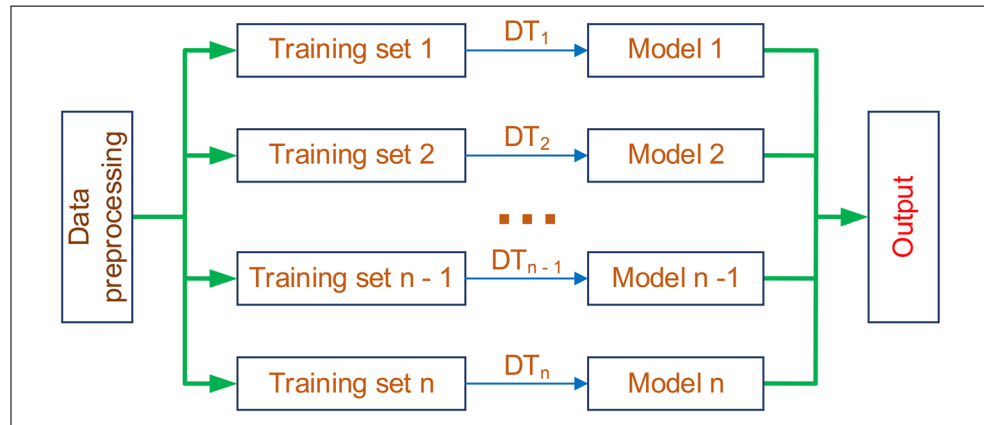 Training set 1
DT₁
Model 1
Training set 2
DT₂
Model 2
Data
preprocessing
...
Output
Training set n - 1
DTₙ ₋ ₁
Model n -1
Training set n
DTₙ
Model n